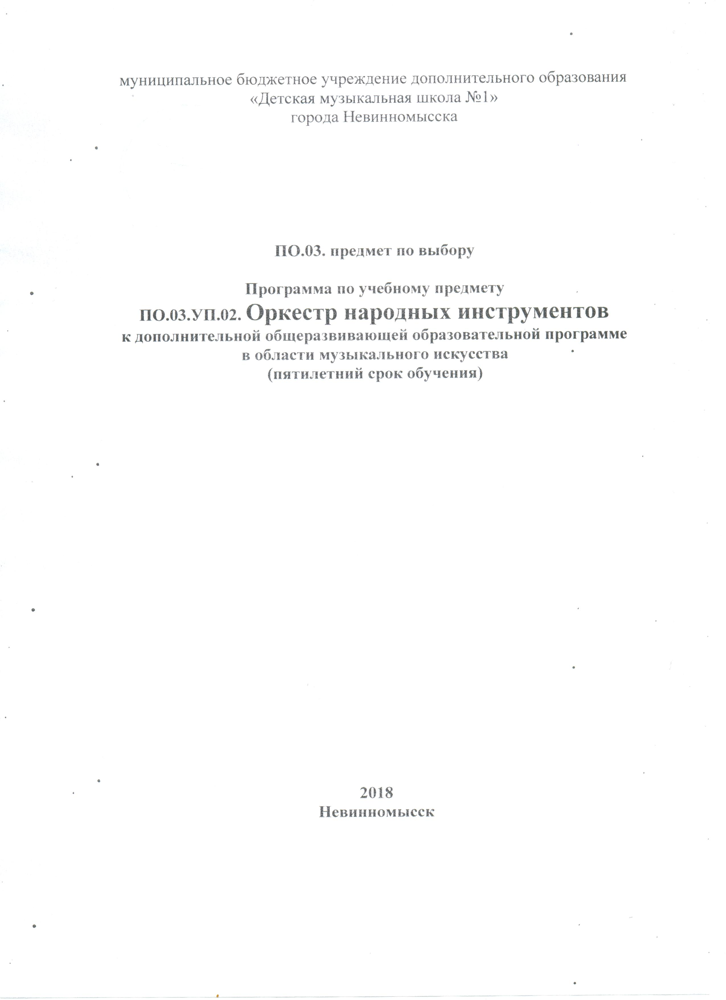 муниципальное бюджетное учреждение дополнительного образования
«Детская музыкальная школа №1»
города Невинномысска
ПО.03. предмет по выбору
Программа по учебному предмету
ПО.03.УП.02. Оркестр народных инструментов
к дополнительной общеразвивающей образовательной программе
в области музыкального искусства
(пятилетний срок обучения)
2018
Невинномысск